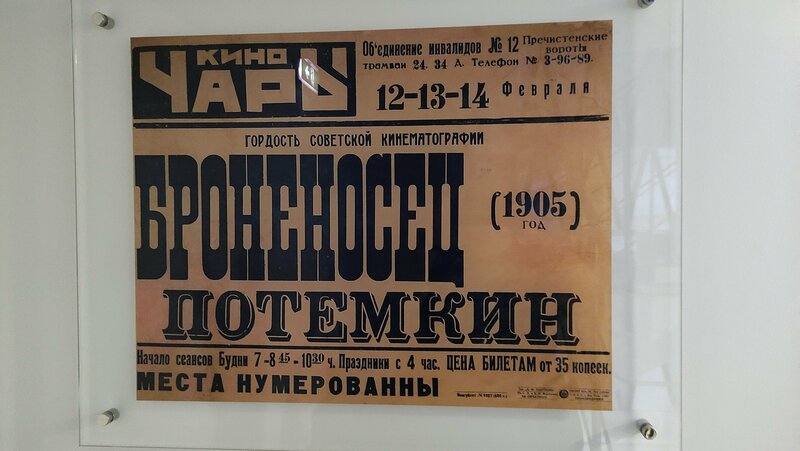 КИНО
ЧАРЫ
Об'единение инвалидов № 12 Пречистенские
вороты
трамваи 24. 34 А. Телефон № 3-96-89.
12-13-14 Февраля
ГОРДОСТЬ СОВЕТСКОЙ КИНЕМАТОГРАФИИ
БРОНЕНОСЕЦ
(1905)
ГОД
ПОТЕМКИН
Начало сеансов Будни 7-8 45 - 10 30 ч. Праздники с 4 час. ЦЕНА БИЛЕТАМ от 35 копеек.
МЕСТА НУМЕРОВАННЫ